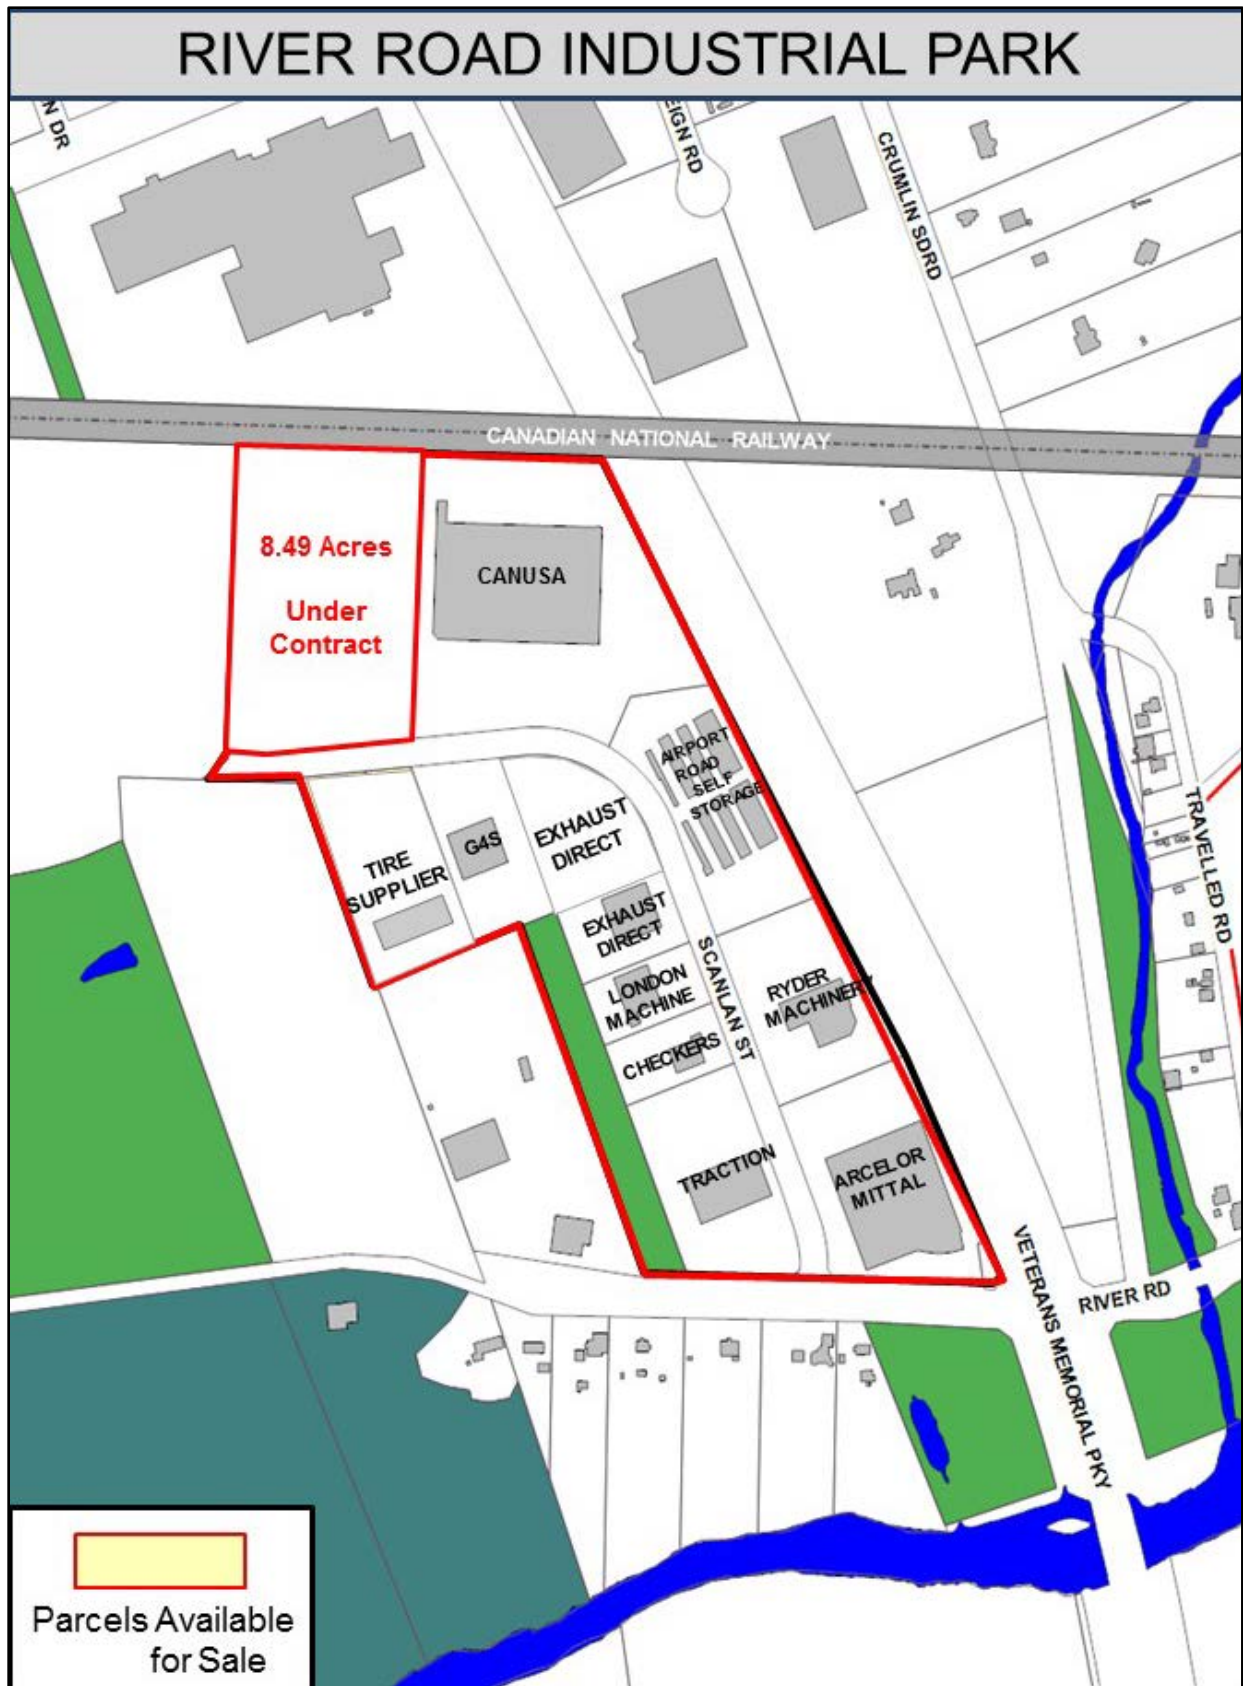 RIVER ROAD INDUSTRIAL PARK
N DR
EIGN RD
CRUMLIN SDRD
CANADIAN NATIONAL RAILWAY
8.49 Acres
Under
Contract
CANUSA
AIRPORT
ROAD
SELF
STORAGE
TRAVELLED RD
EXHAUST
DIRECT
G4S
TIRE
SUPPLIER
EXHAUST
DIRECT
SCANLAN ST
LONDON
MACHINE
RYDER
MACHINERY
CHECKERS
TRACTION
ARCELOR
MITTAL
VETERANS MEMORIAL PKY
RIVER RD
Parcels Available
for Sale